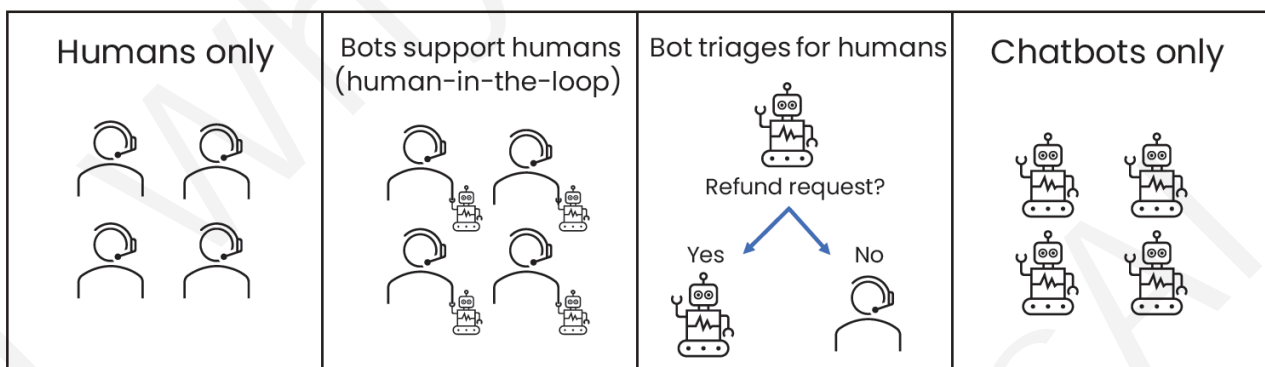 Humans only
Bots support humans
(human-in-the-loop)
Bot triages for humans
Refund request?
Yes
No
Chatbots only